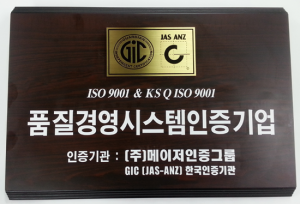 GIC
JAS ANZ
ISO 9001 & KS Q ISO 9001
품질경영시스템인증기업
인증기관 : (주)메이저인증그룹
GIC (JAS-ANZ) 한국인증기관